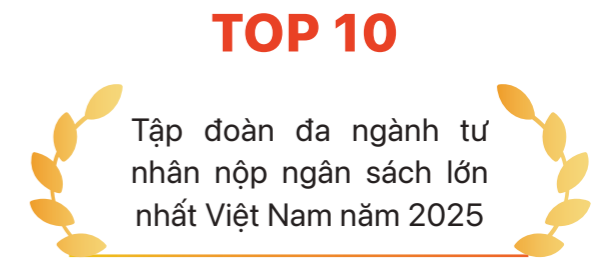 TOP 10
Tập đoàn đa ngành tư
nhân nộp ngân sách lớn
nhất Việt Nam năm 2025